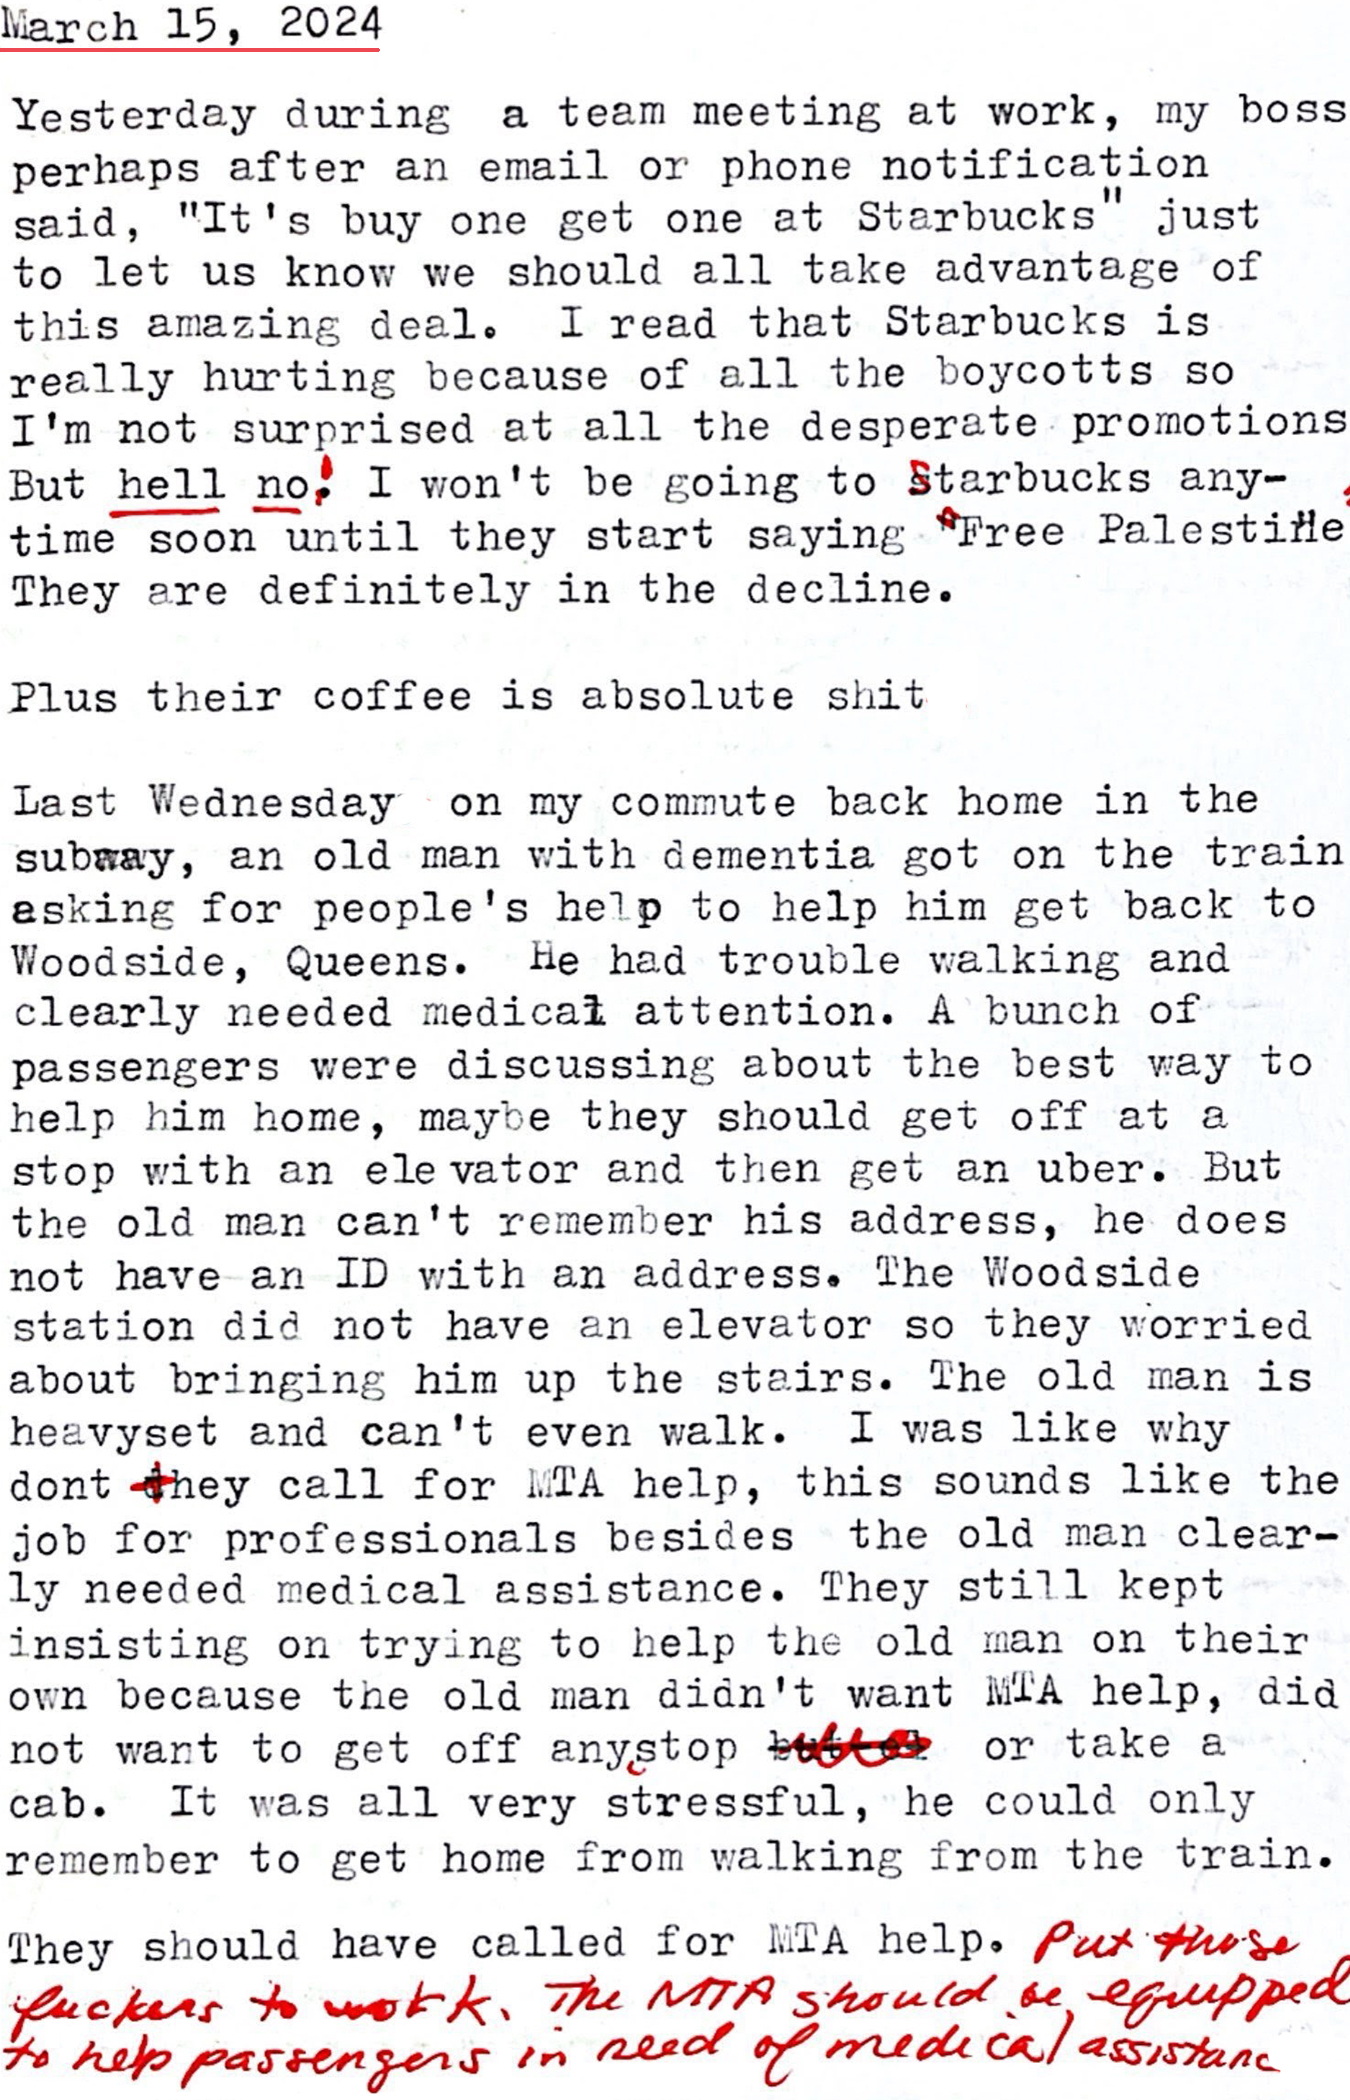 March 15, 2024
Yesterday during a team meeting at work, my boss
perhaps after an email or phone notification
said, "It's buy one get one at Starbucks" just
to let us know we should all take advantage of
this amazing deal. I read that Starbucks is
really hurting because of all the boycotts so
I'm not surprised at all the desperate promotions
But hell no! I won't be going to Starbucks any-
time soon until they start saying "Free Palestine"
They are definitely in the decline.
Plus their coffee is absolute shit
Last Wednesday on my commute back home in the
subway, an old man with dementia got on the train
asking for people's help to help him get back to
Woodside, Queens. He had trouble walking and
clearly needed medical attention. A bunch of
passengers were discussing about the best way to
help him home, maybe they should get off at a
stop with an ele vator and then get an uber. But
the old man can't remember his address, he does
not have an ID with an address. The Woodside
station did not have an elevator so they worried
about bringing him up the stairs. The old man is
heavyset and can't even walk. I was like why
dont they call for MTA help, this sounds like the
job for professionals besides the old man clear-
ly needed medical assistance. They still kept
insisting on trying to help the old man on their
own because the old man didn't want MTA help, did
not want to get off any stop or take a
cab. It was all very stressful, he could only
remember to get home from walking from the train.
They should have called for MTA help. Put those
fuckers to work. The MTA should be equipped
to help passengers in need of medical assistanc